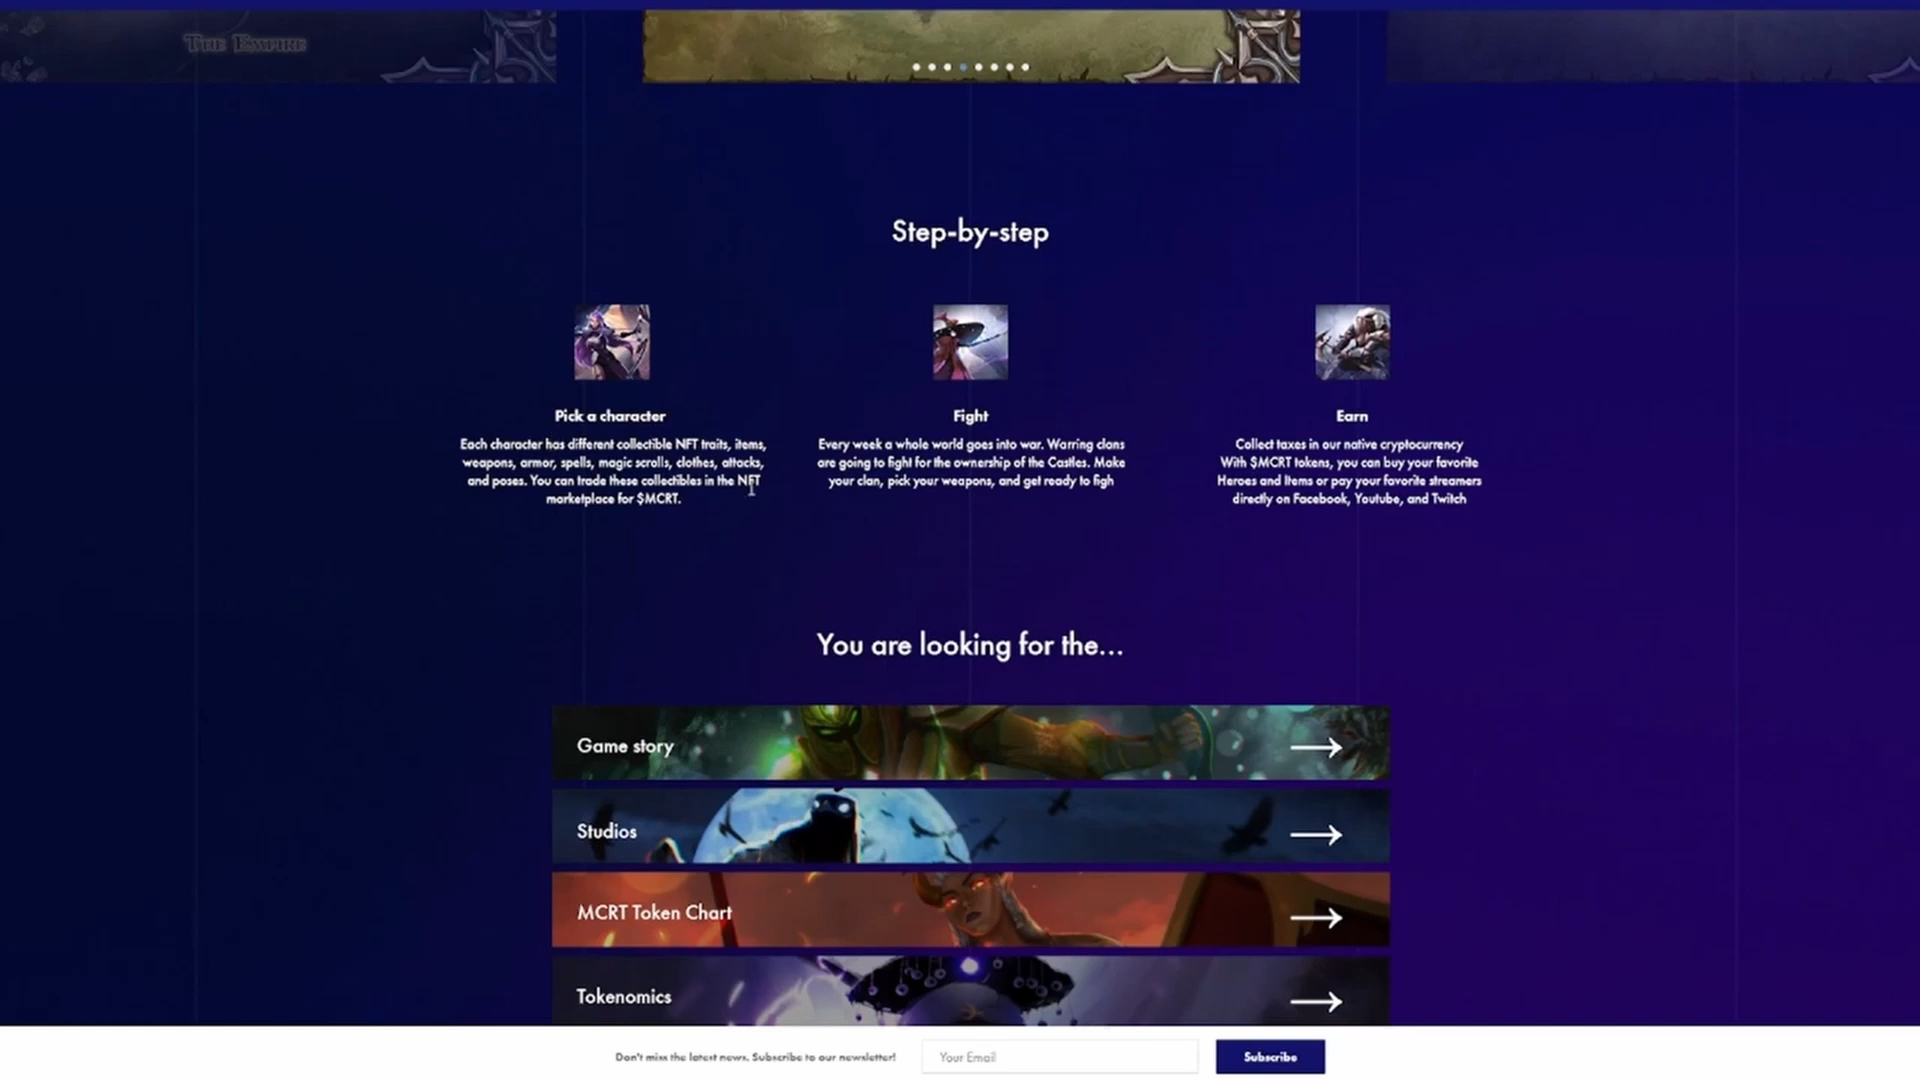 The Empire
Step-by-step
Pick a character
Each character has different collectible NFT traits, items,
weapons, armor, spells, magic scrolls, clothes, attacks,
and poses. You can trade these collectibles in the NFT
marketplace for $MCRT.
Fight
Every week a whole world goes into war. Warring clans
are going to fight for the ownership of the Castles. Make
your clan, pick your weapons, and get ready to figh
Earn
Collect taxes in our native cryptocurrency
With $MCRT tokens, you can buy your favorite
Heroes and Items or pay your favorite streamers
directly on Facebook, Youtube, and Twitch
You are looking for the...
Game story
Studios
MCRT Token Chart
Tokenomics
Don't miss the latest news. Subscribe to our newsletter!
Your Email
Subscribe